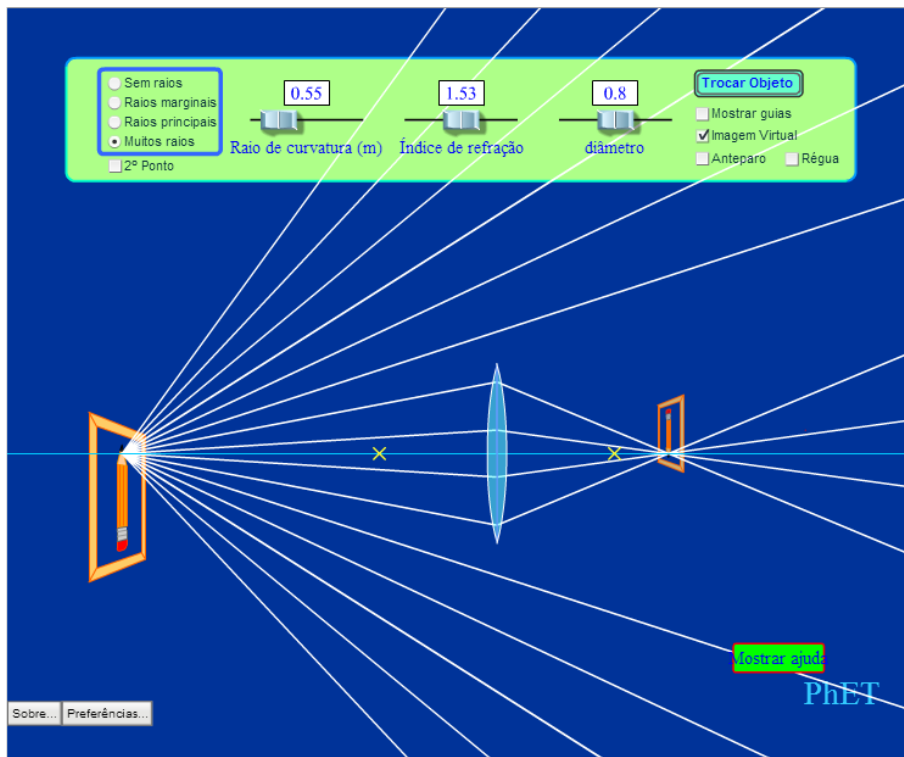 Sem raios
Raios marginais
Raios principais
Muitos raios
2º Ponto
0.55
Raio de curvatura (m)
1.53
Índice de refração
0.8
diâmetro
Trocar Objeto
Mostrar guias
Imagem Virtual
Anteparo Régua
Mostrar ajuda
PhET
Sobre... Preferências...